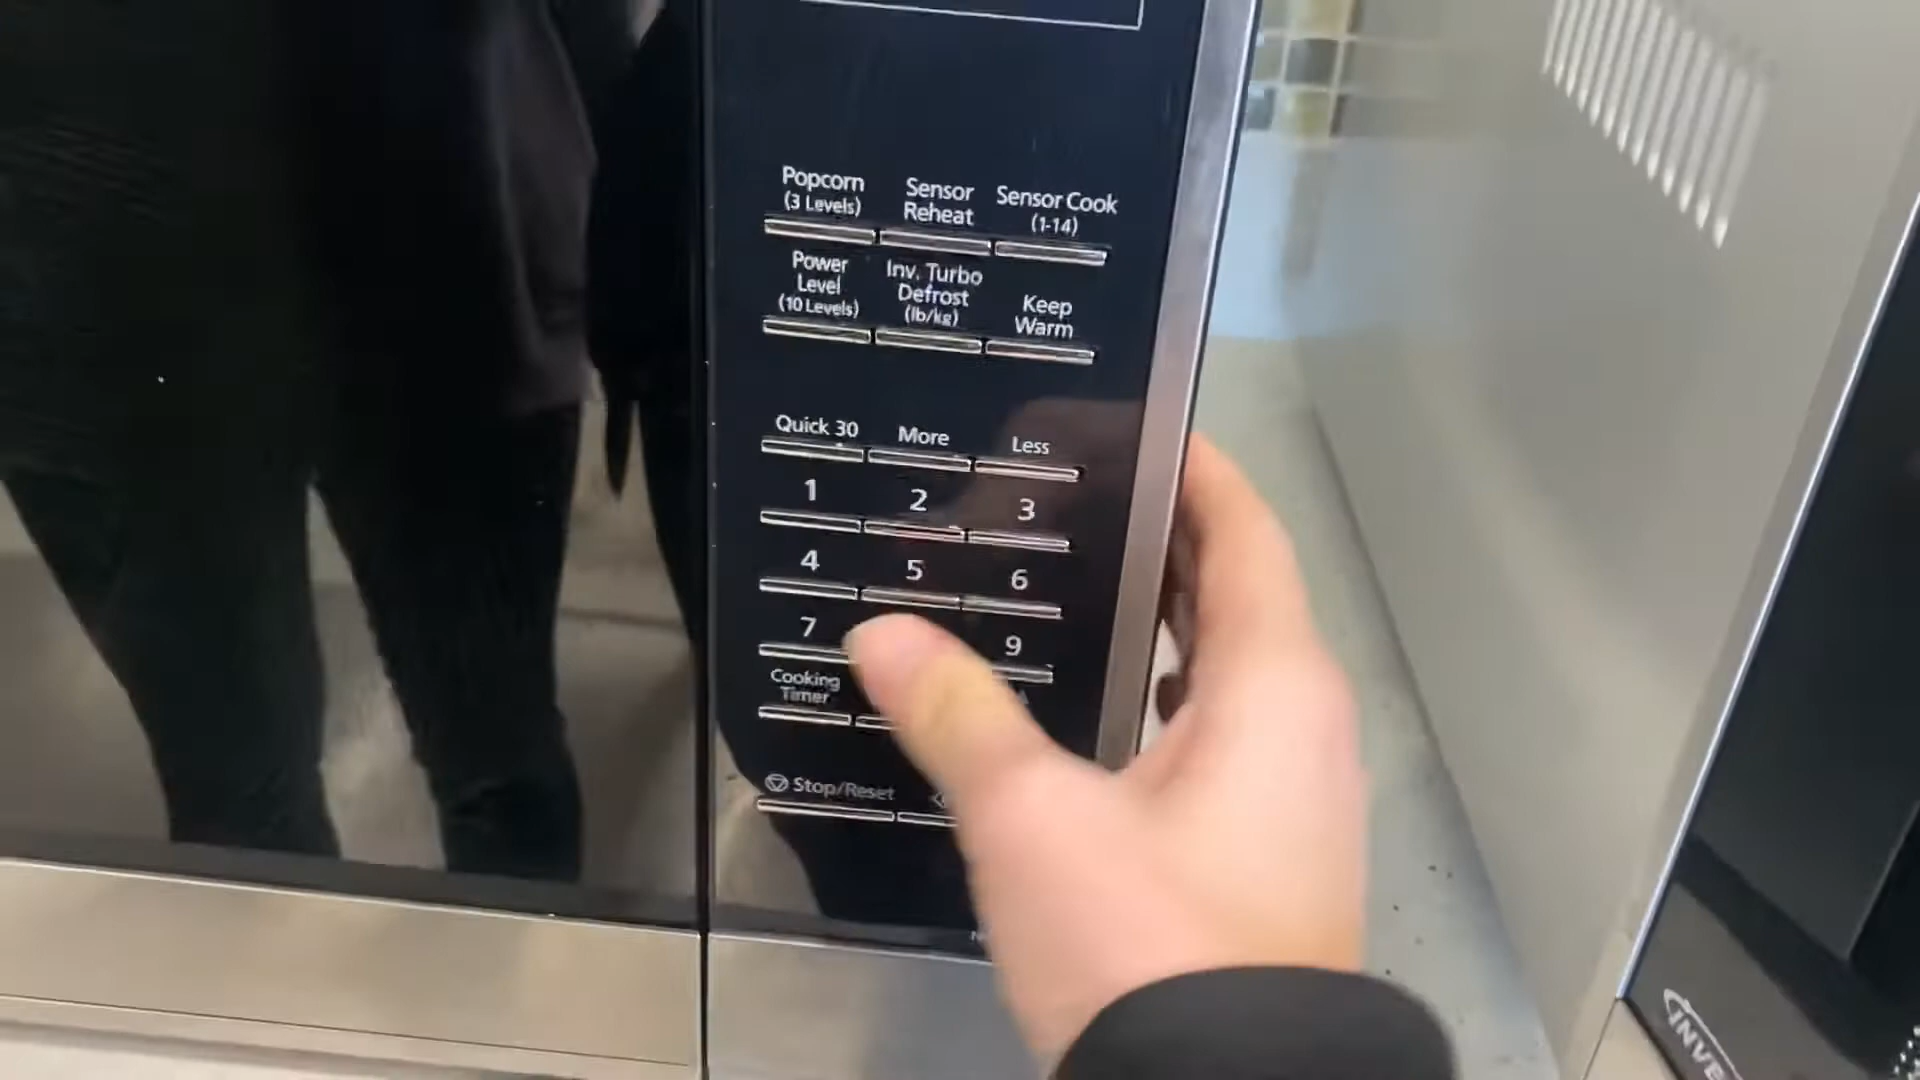 Popcorn
(3 Levels)
Sensor
Reheat
Sensor Cook
(1-14)
Power
Level
(10 Levels)
Inv. Turbo
Defrost
(lb/kg)
Keep
Warm
Quick 30
More
Less
1
2
3
4
5
6
7
9
Cooking
Timer
Stop/Reset
INVE